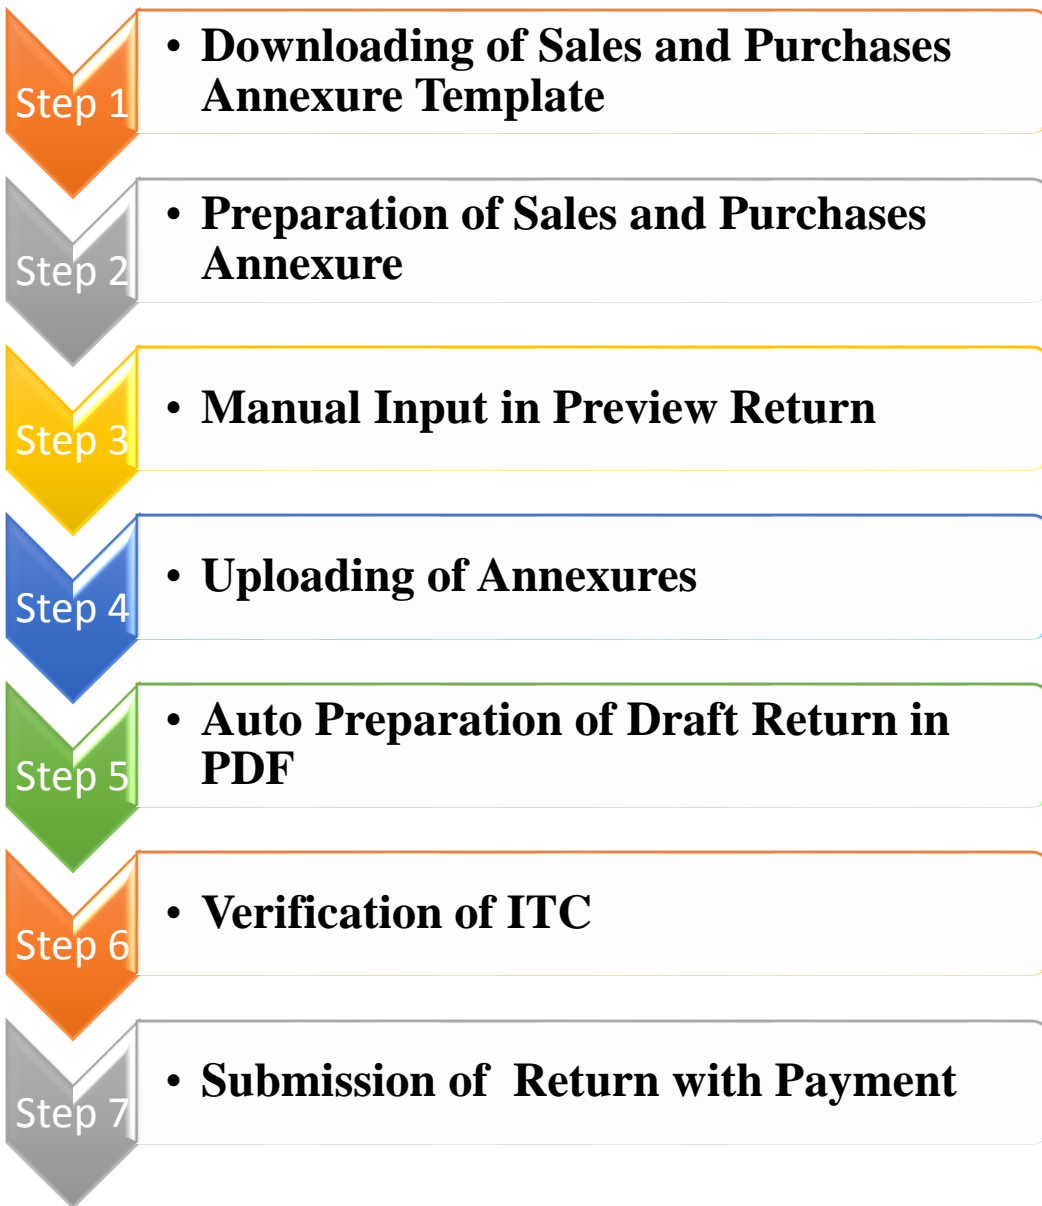 Step 1
• Downloading of Sales and Purchases
Annexure Template
Step 2
• Preparation of Sales and Purchases
Annexure
Step 3
• Manual Input in Preview Return
Step 4
• Uploading of Annexures
Step 5
• Auto Preparation of Draft Return in
PDF
Step 6
• Verification of ITC
Step 7
• Submission of  Return with Payment